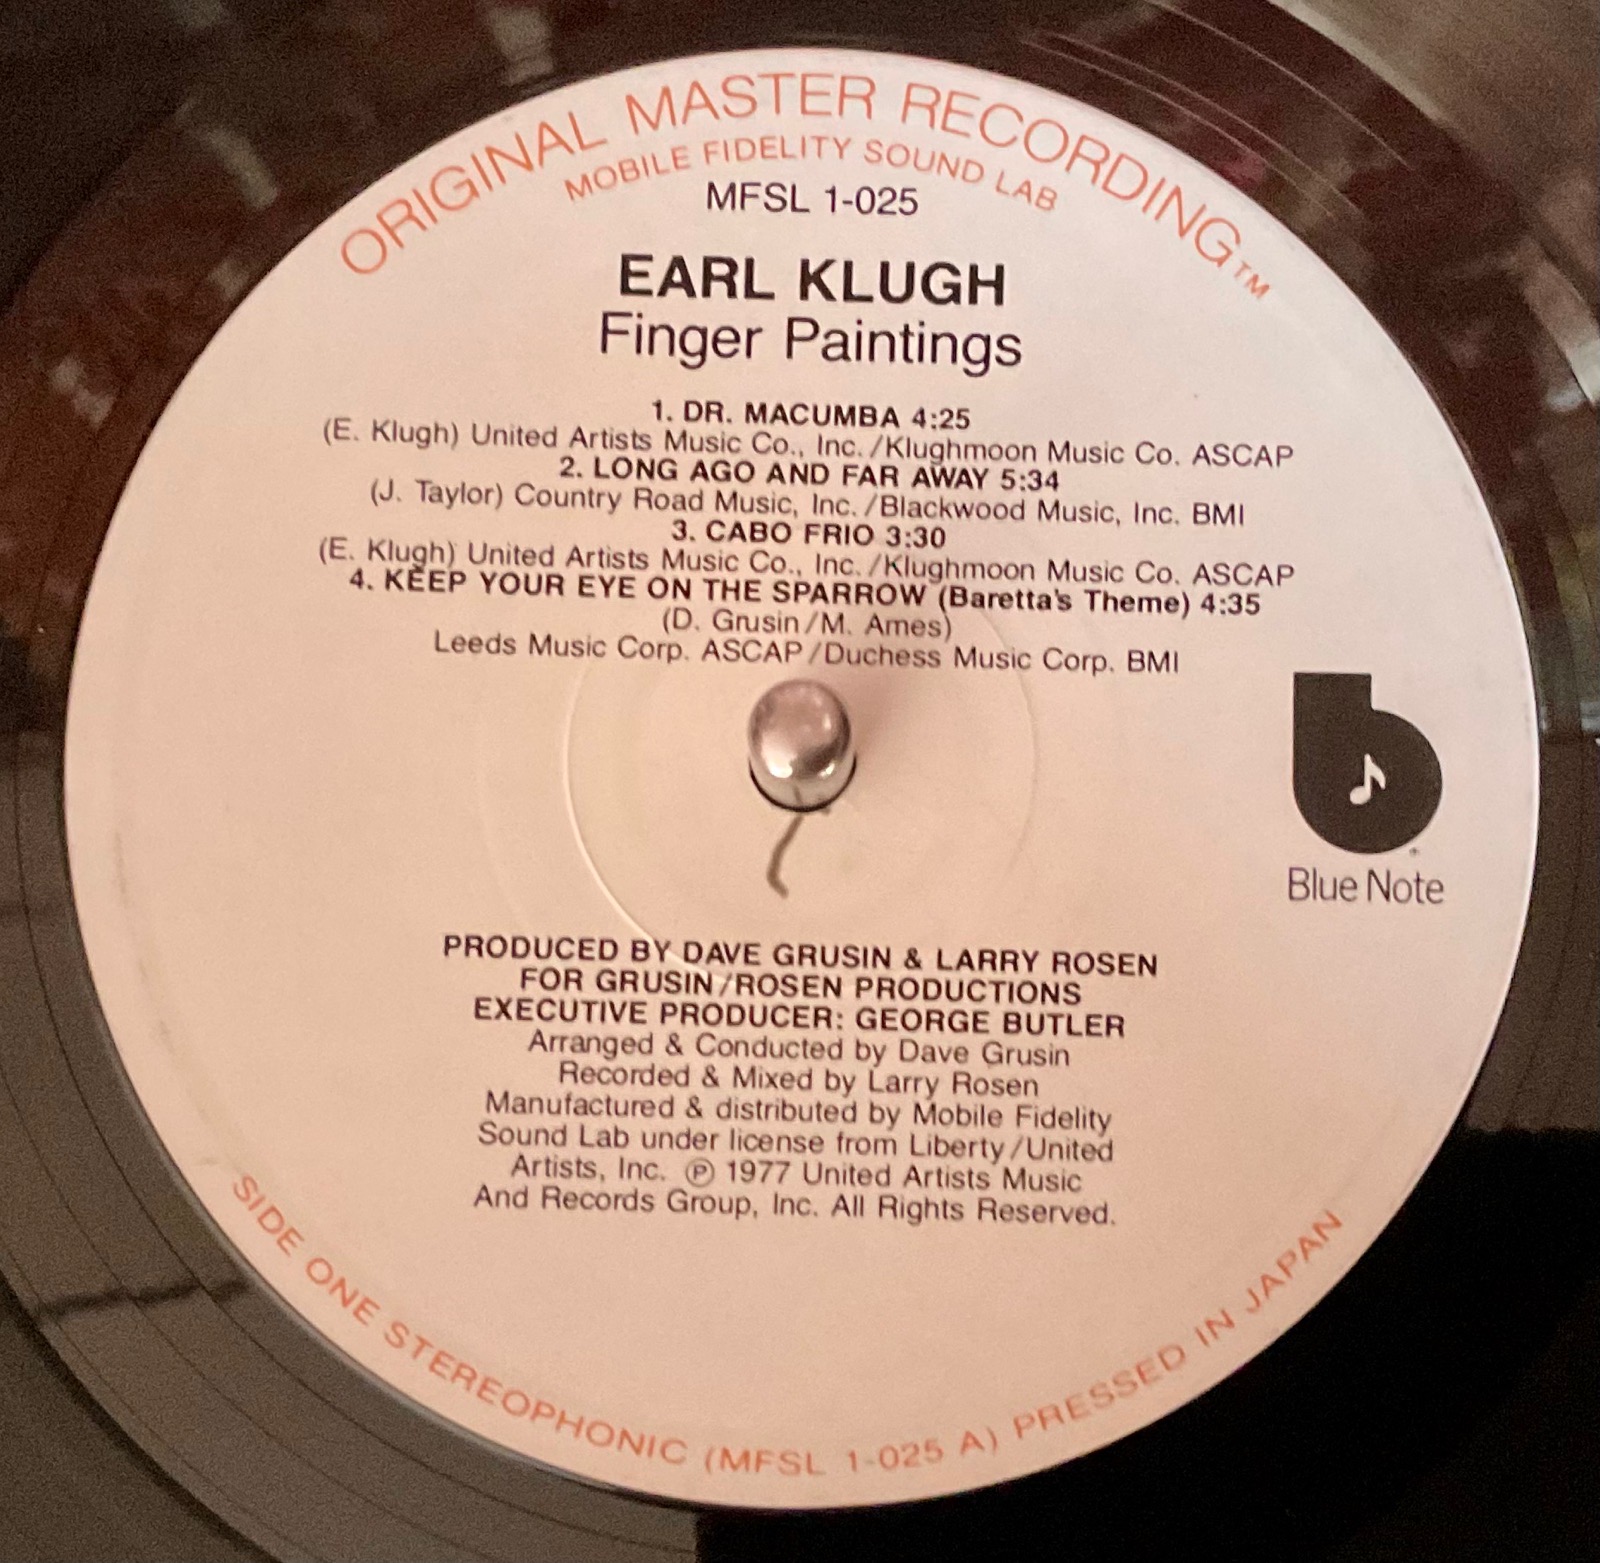 ORIGINAL MASTER RECORDING™
MOBILE FIDELITY SOUND LAB
MFSL 1-025
EARL KLUGH
Finger Paintings
1. DR. MACUMBA 4:25
(E. Klugh) United Artists Music Co., Inc./Klughmoon Music Co. ASCAP
2. LONG AGO AND FAR AWAY 5:34
(J. Taylor) Country Road Music, Inc./Blackwood Music, Inc. BMI
3. CABO FRIO 3:30
(E. Klugh) United Artists Music Co., Inc./Klughmoon Music Co. ASCAP
4. KEEP YOUR EYE ON THE SPARROW (Baretta's Theme) 4:35
(D. Grusin/M. Ames)
Leeds Music Corp. ASCAP/Duchess Music Corp. BMI
Blue Note
PRODUCED BY DAVE GRUSIN & LARRY ROSEN
FOR GRUSIN/ROSEN PRODUCTIONS
EXECUTIVE PRODUCER: GEORGE BUTLER
Arranged & Conducted by Dave Grusin
Recorded & Mixed by Larry Rosen
Manufactured & distributed by Mobile Fidelity
Sound Lab under license from Liberty/United
Artists, Inc. ℗ 1977 United Artists Music
And Records Group, Inc. All Rights Reserved.
SIDE ONE STEREOPHONIC (MFSL 1-025 A) PRESSED IN JAPAN